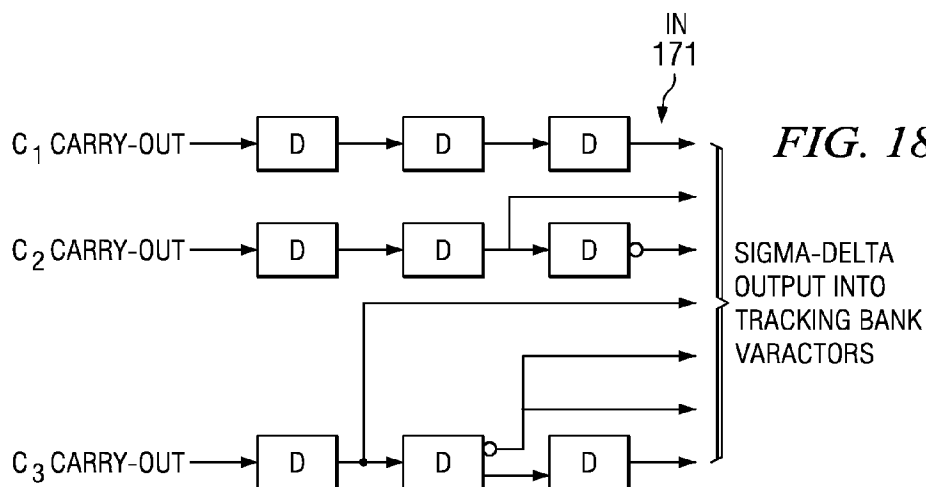 IN
171
C1 CARRY-OUT D D D
FIG. 18
C2 CARRY-OUT D D D
SIGMA-DELTA
OUTPUT INTO
TRACKING BANK
VARACTORS
C3 CARRY-OUT D D D